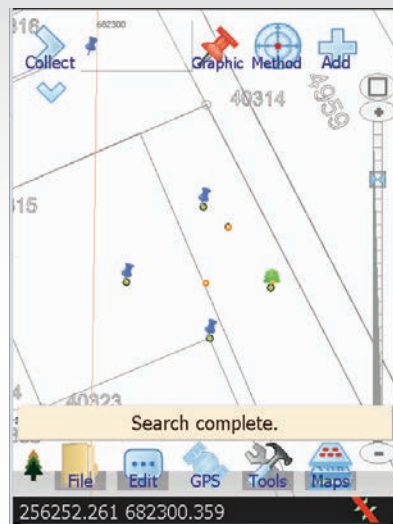 316
682300
Collect
Graphic
Method
Add
40314
4959
315
40323
Search complete.
File
Edit
GPS
Tools
Maps
256252.261 682300.359